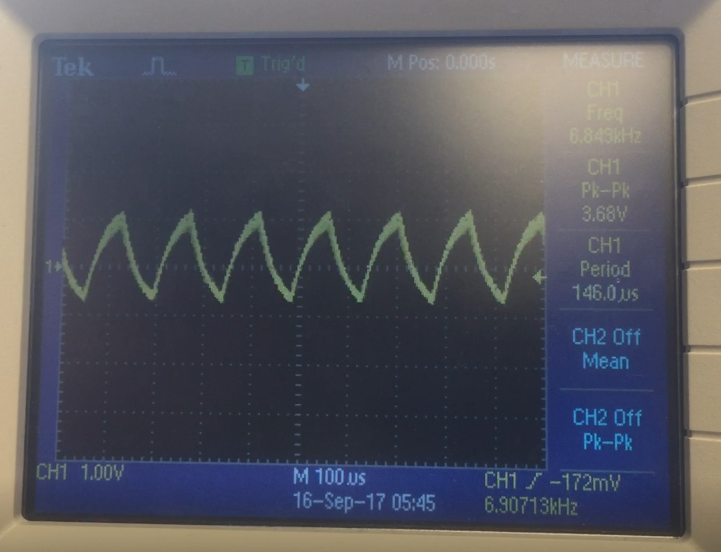 Tek T Trig'd M Pos: 0.000s MEASURE
CH1
Freq
6.849kHz
CH1
Pk-Pk
3.68V
1
CH1
Period
146.0µs
CH2 Off
Mean
CH2 Off
Pk-Pk
CH1 1.00V M 100µs CH1 -172mV
16-Sep-17 05:45 6.90713kHz